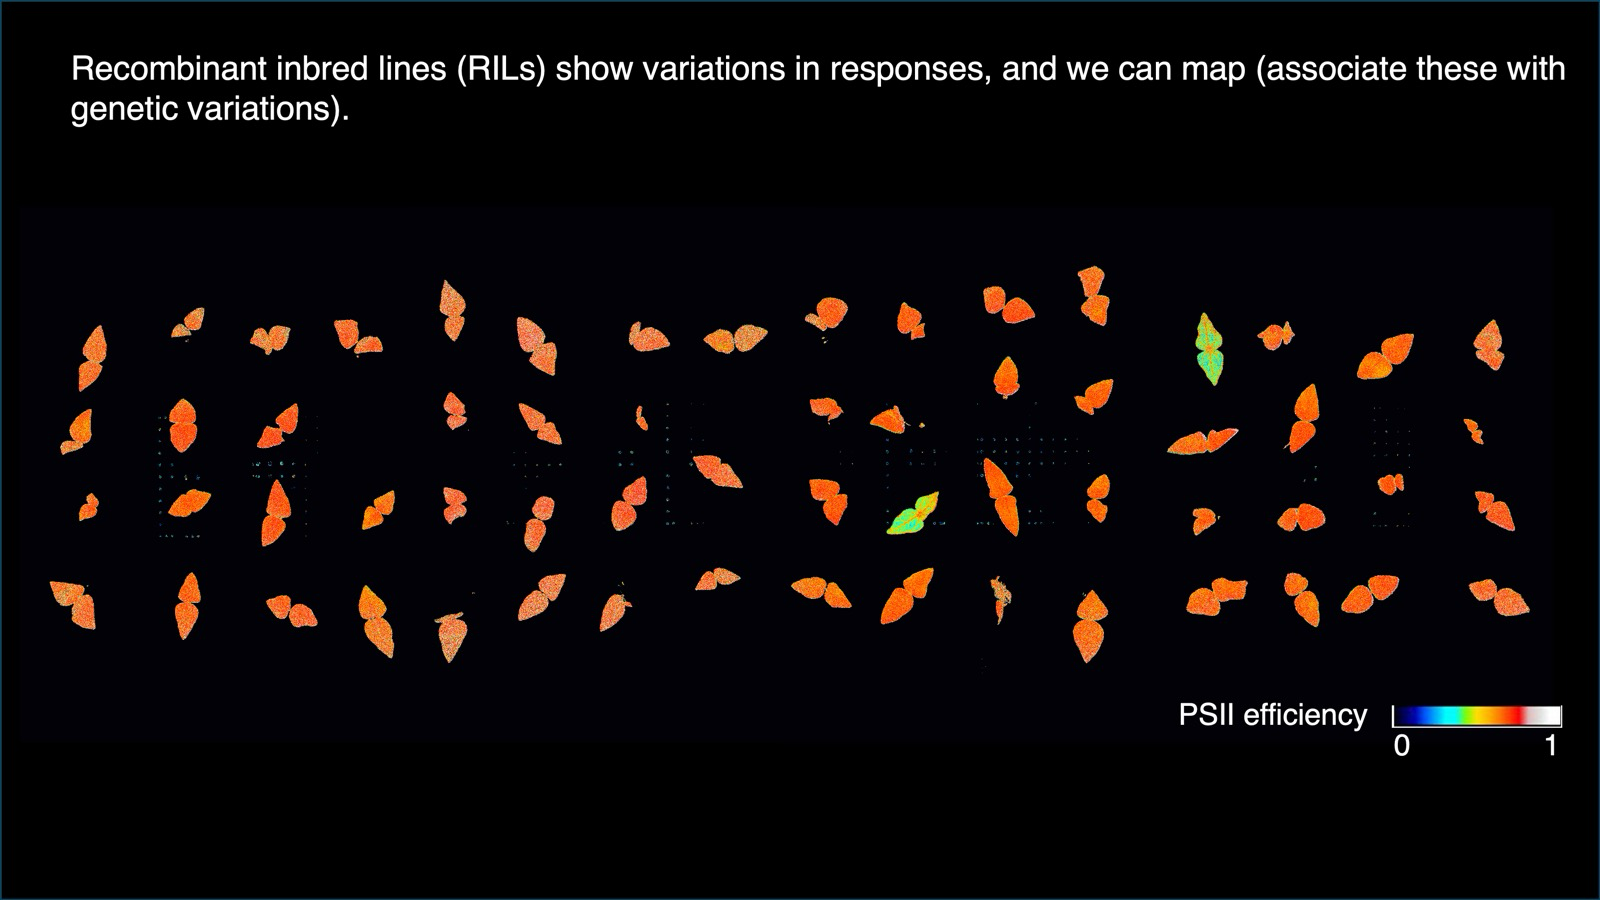 Recombinant inbred lines (RILs) show variations in responses, and we can map (associate these with
genetic variations).
PSII efficiency
0 1